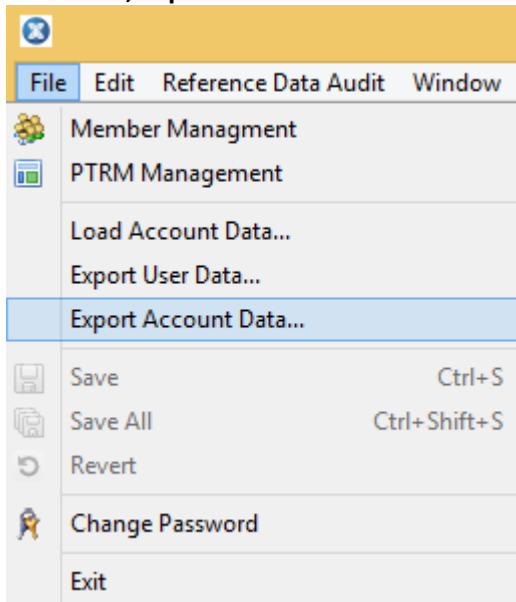 File Edit Reference Data Audit Window
Member Managment
PTRM Management
Load Account Data...
Export User Data...
Export Account Data...
Save Ctrl+S
Save All Ctrl+Shift+S
Revert
Change Password
Exit